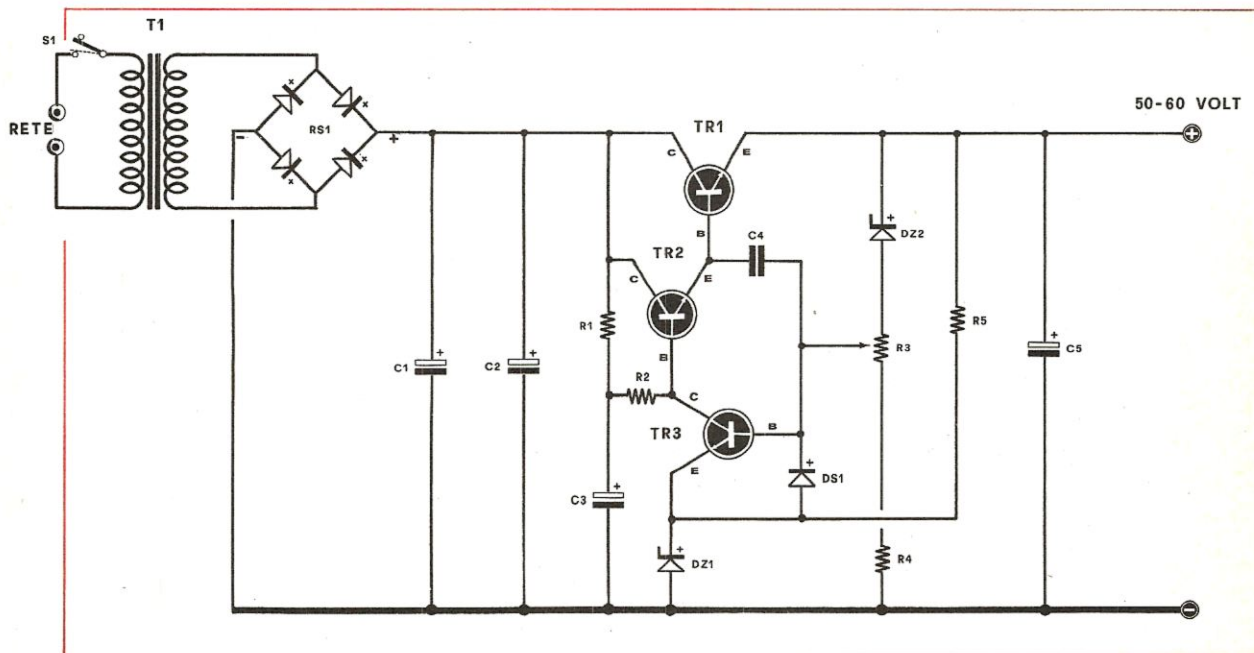 T1
S1
RETE
RS1
-
+
50-60 VOLT
+
-
TR1
C
E
B
C4
TR2
C
E
B
R1
R2
C
TR3
B
E
+
DS1
+
C1
+
C2
+
C3
+
DZ1
+
DZ2
R3
R4
R5
+
C5
x
x
x
x